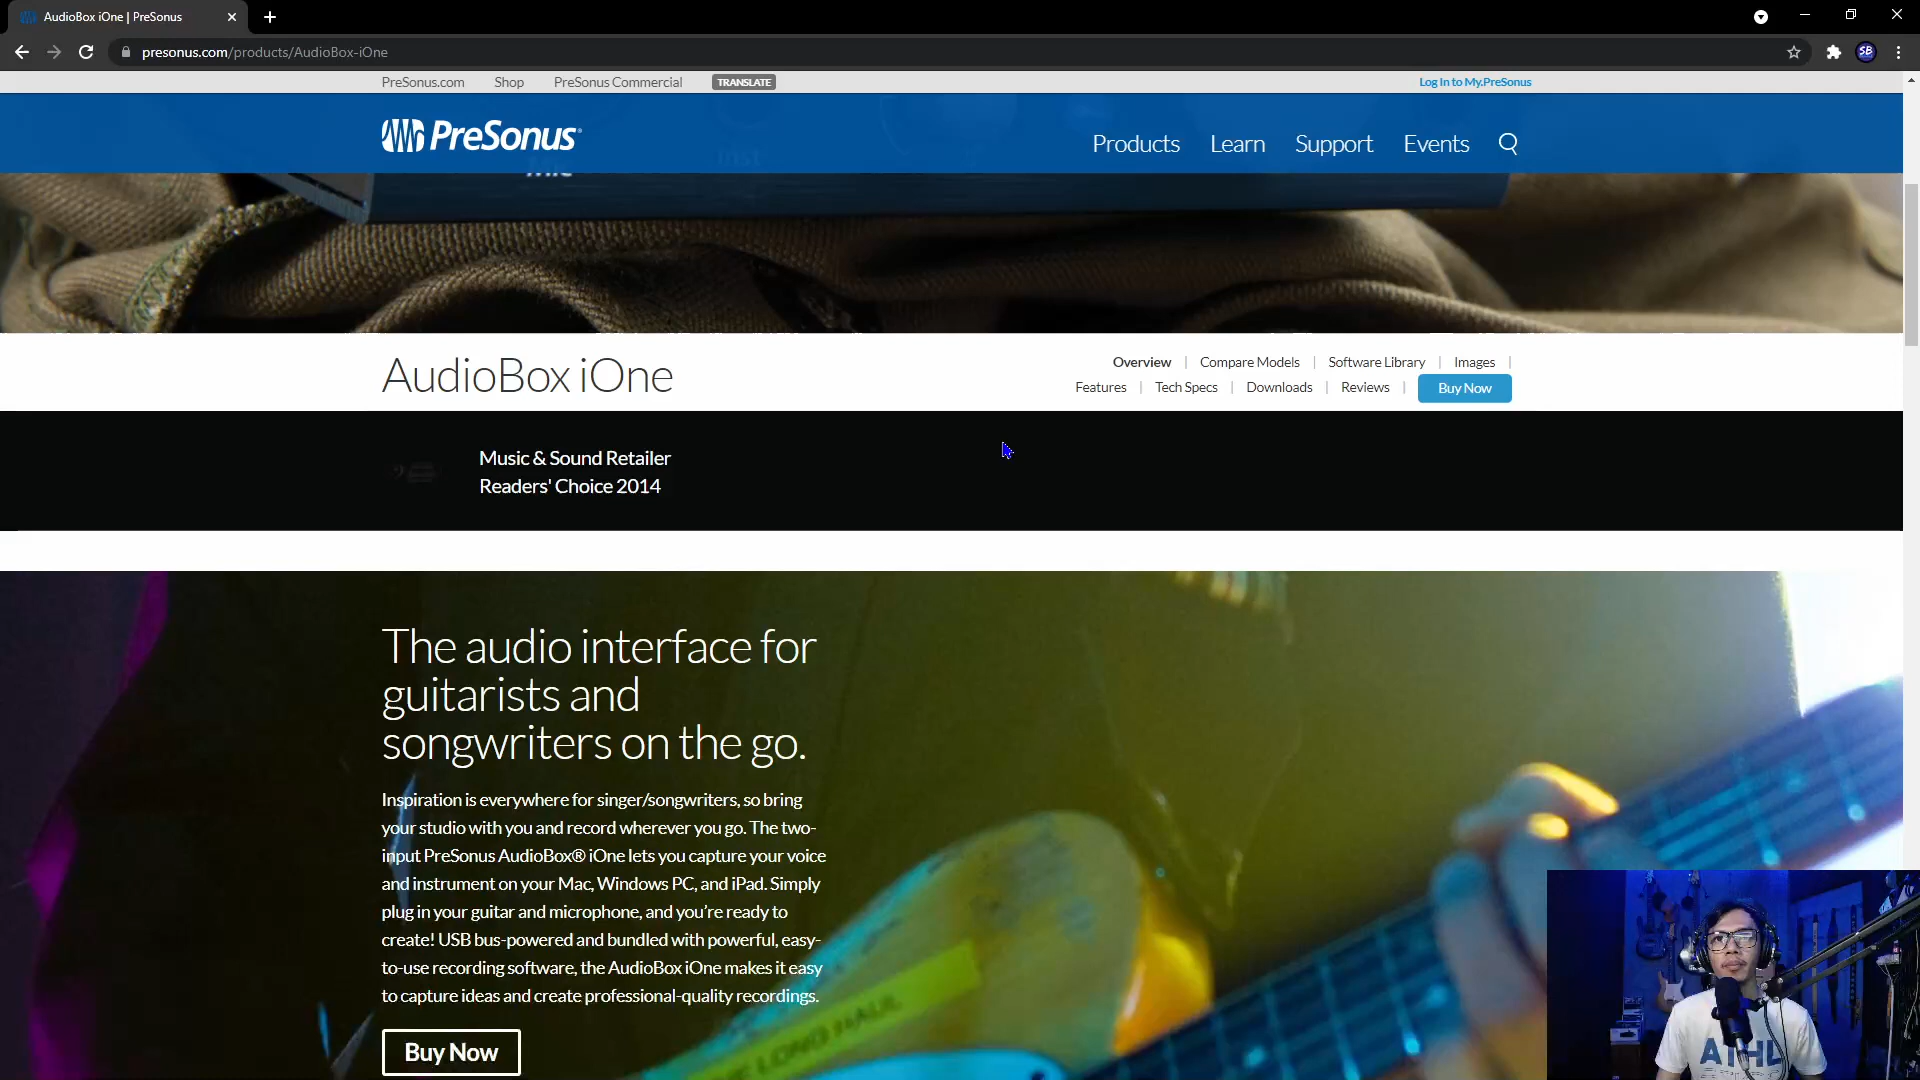 AudioBox iOne | PreSonus
presonus.com/products/AudioBox-iOne
SB
PreSonus.com Shop PreSonus Commercial TRANSLATE Log In to My.PreSonus
PreSonus Products Learn Support Events
Mic Inst
AudioBox iOne
Overview | Compare Models | Software Library | Images |
Features | Tech Specs | Downloads | Reviews | Buy Now
Music & Sound Retailer
Readers' Choice 2014
The audio interface for
guitarists and
songwriters on the go.
Inspiration is everywhere for singer/songwriters, so bring
your studio with you and record wherever you go. The two-
input PreSonus AudioBox® iOne lets you capture your voice
and instrument on your Mac, Windows PC, and iPad. Simply
plug in your guitar and microphone, and you're ready to
create! USB bus-powered and bundled with powerful, easy-
to-use recording software, the AudioBox iOne makes it easy
to capture ideas and create professional-quality recordings.
LONG HAUL
Buy Now